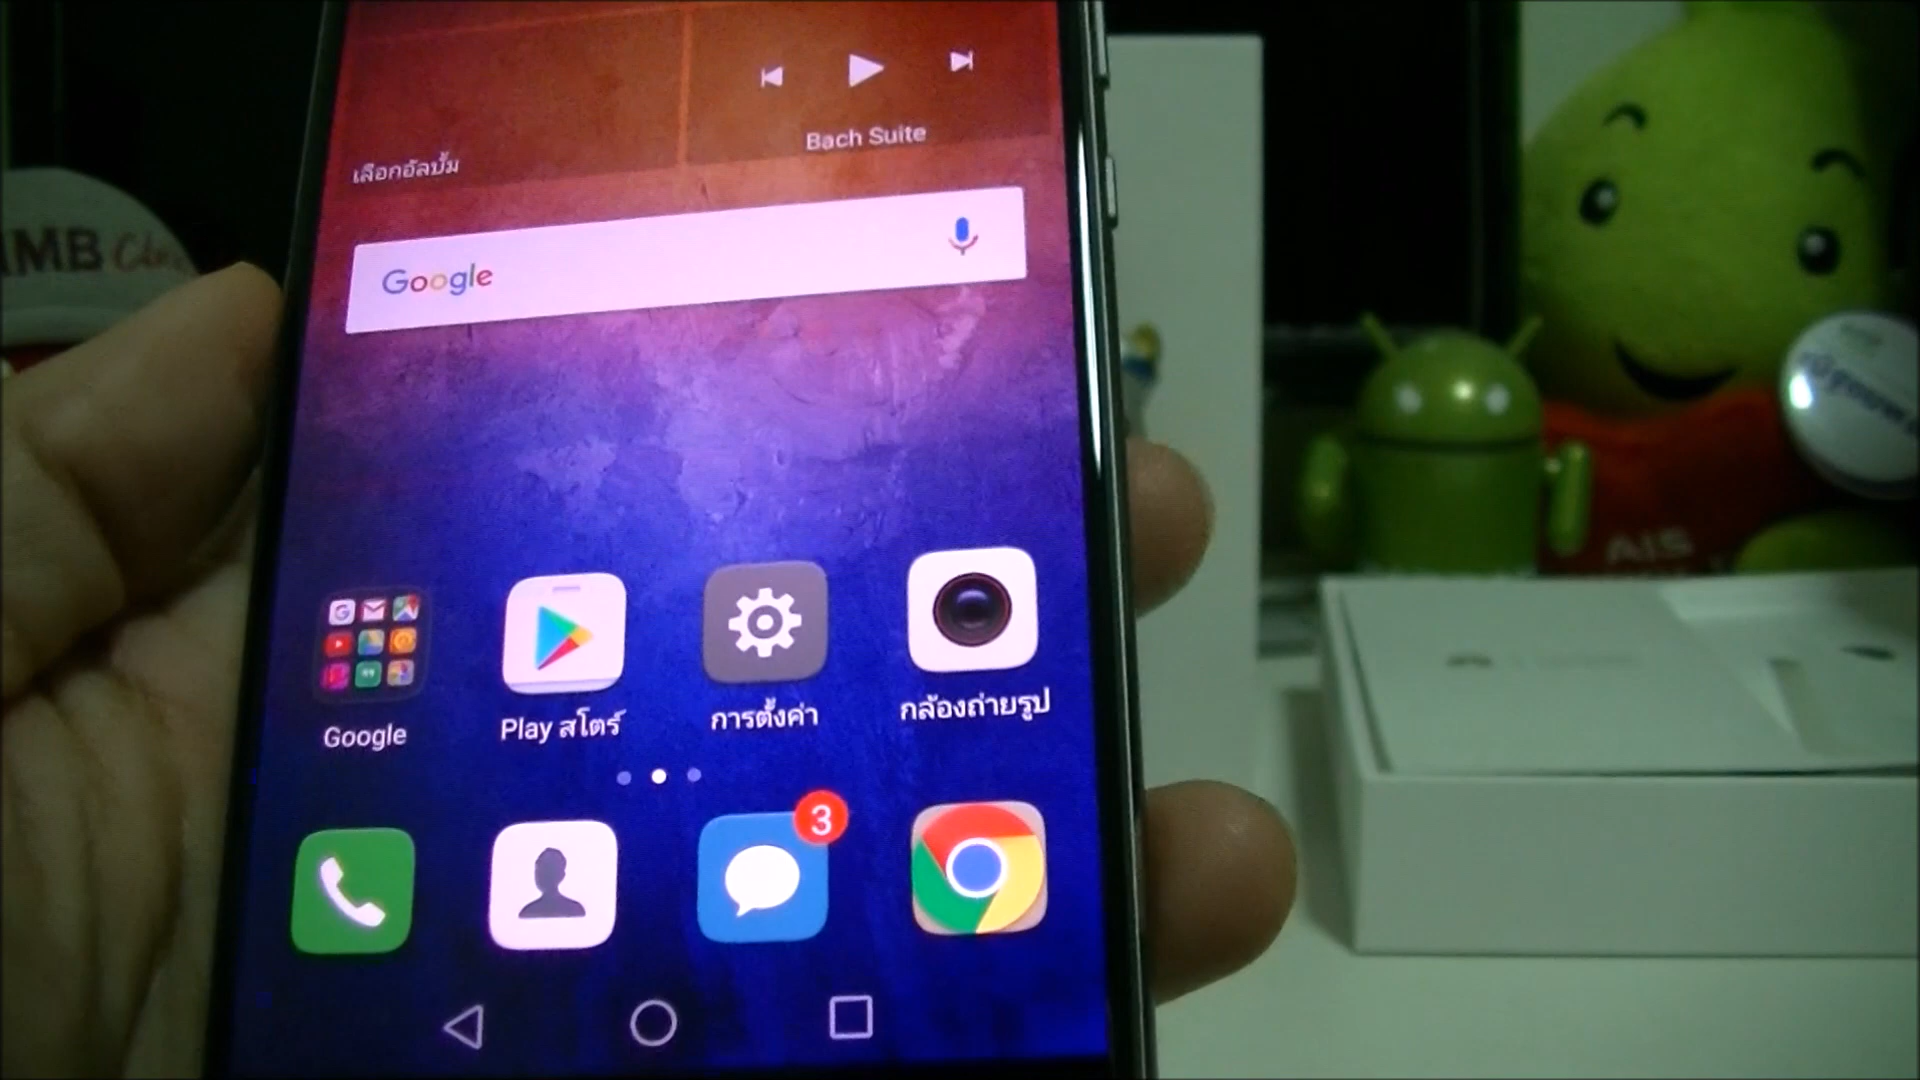 Bach Suite
เลือกอัลบั้ม
Google
Google
Play สโตร์
การตั้งค่า
กล้องถ่ายรูป
3
AIS